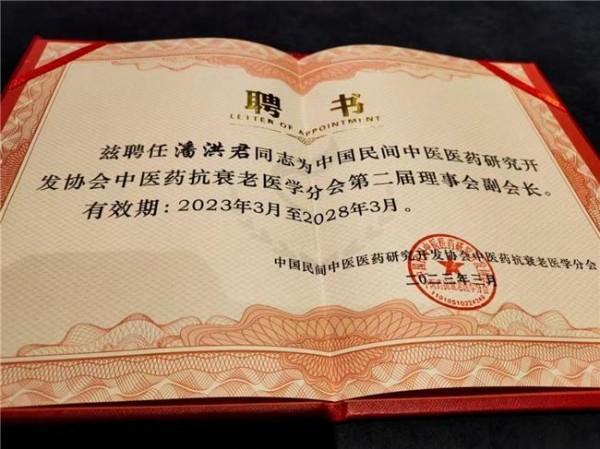 聘书
LETTER OF APPOINTMENT
兹聘任潘洪君同志为中国民间中医医药研究开
发协会中医药抗衰老医学分会第二届理事会副会长。
有效期：2023年3月至2028年3月。
中国民间中医医药研究开发协会中医药抗衰老医学分会
二〇二三年三月